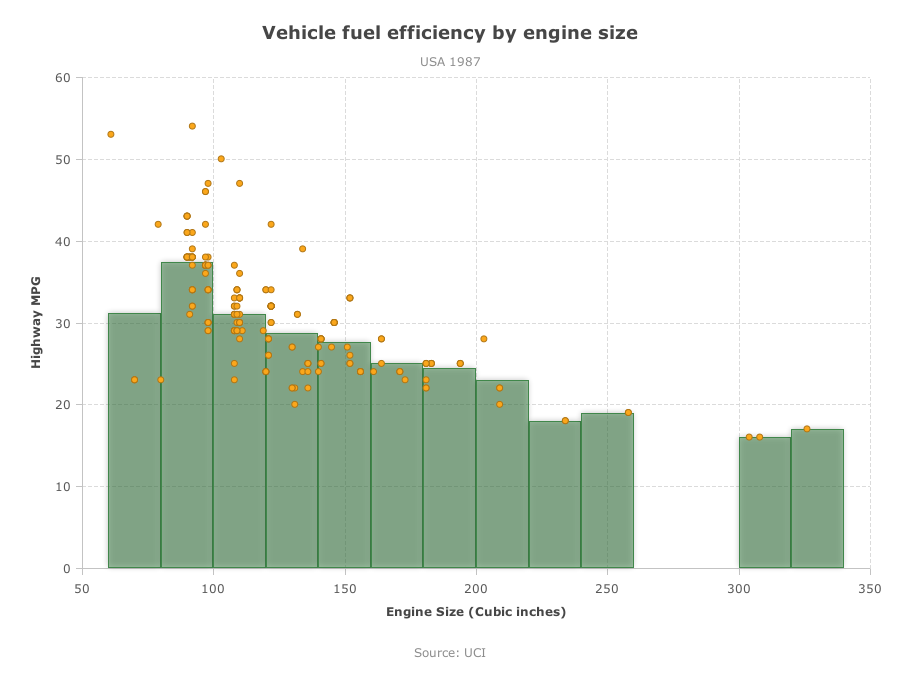 Vehicle fuel efficiency by engine size
USA 1987
Highway MPG
60
50
40
30
20
10
0
50 100 150 200 250 300 350
Engine Size (Cubic inches)
Source: UCI